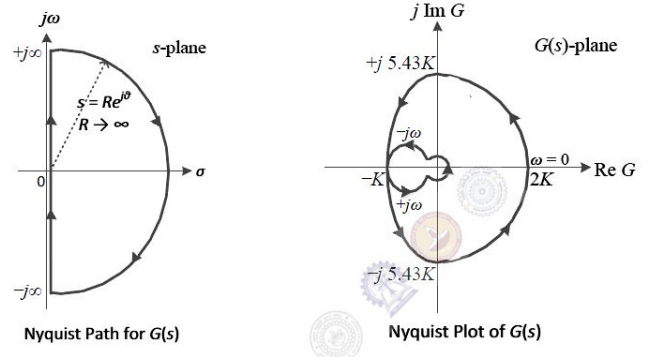 jω
+j∞
s-plane
s = Re^{jθ}
R → ∞
0
σ
−j∞
Nyquist Path for G(s)
j Im G
G(s)-plane
+j 5.43K
−jω
ω = 0
Re G
−K
2K
+jω
−j 5.43K
Nyquist Plot of G(s)